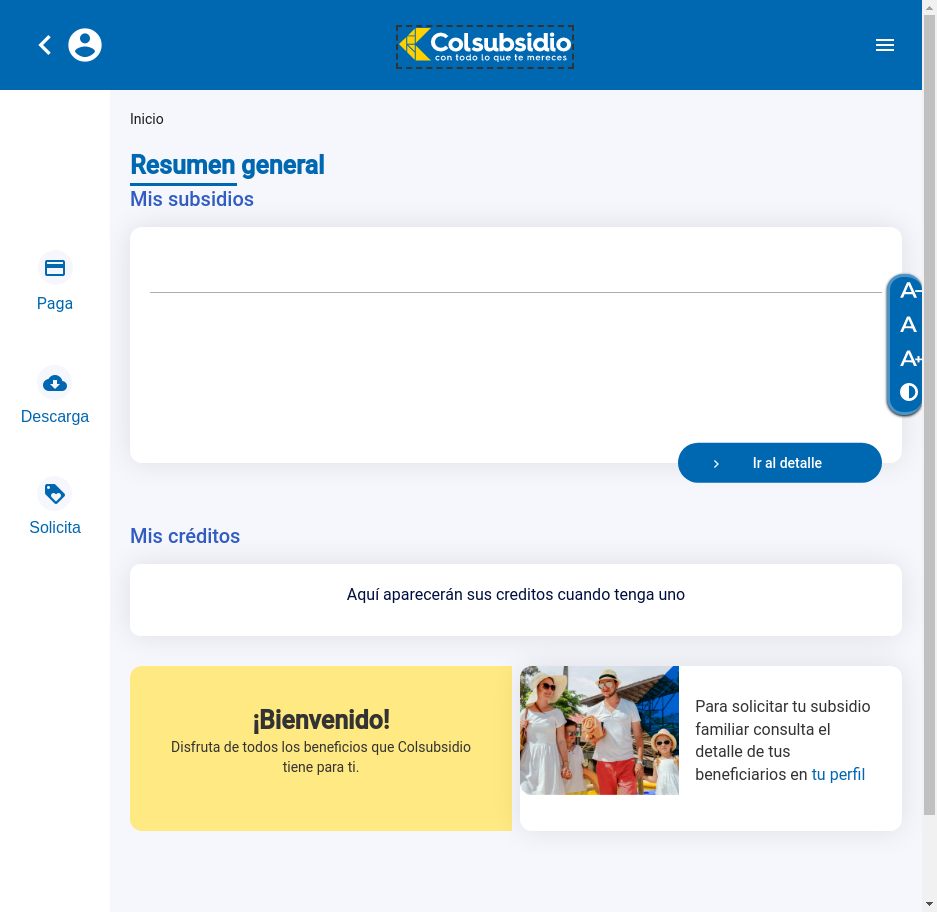 Colsubsidio
con todo lo que te mereces
Inicio
Resumen general
Mis subsidios
Paga
Descarga
Solicita
A-
A
A+
Ir al detalle
Mis créditos
Aquí aparecerán sus creditos cuando tenga uno
¡Bienvenido!
Disfruta de todos los beneficios que Colsubsidio
tiene para ti.
Para solicitar tu subsidio
familiar consulta el
detalle de tus
beneficiarios en tu perfil